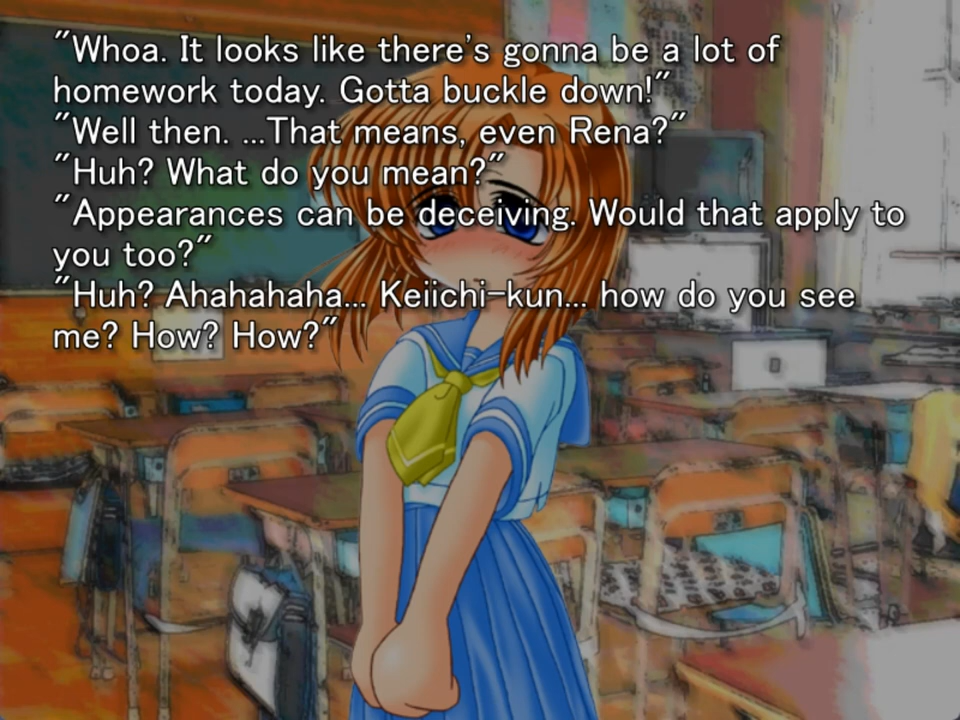 "Whoa. It looks like there's gonna be a lot of
homework today. Gotta buckle down!"
"Well then. ...That means, even Rena?"
"Huh? What do you mean?"
"Appearances can be deceiving. Would that apply to
you too?"
"Huh? Ahahahaha... Keiichi-kun... how do you see
me? How? How?"